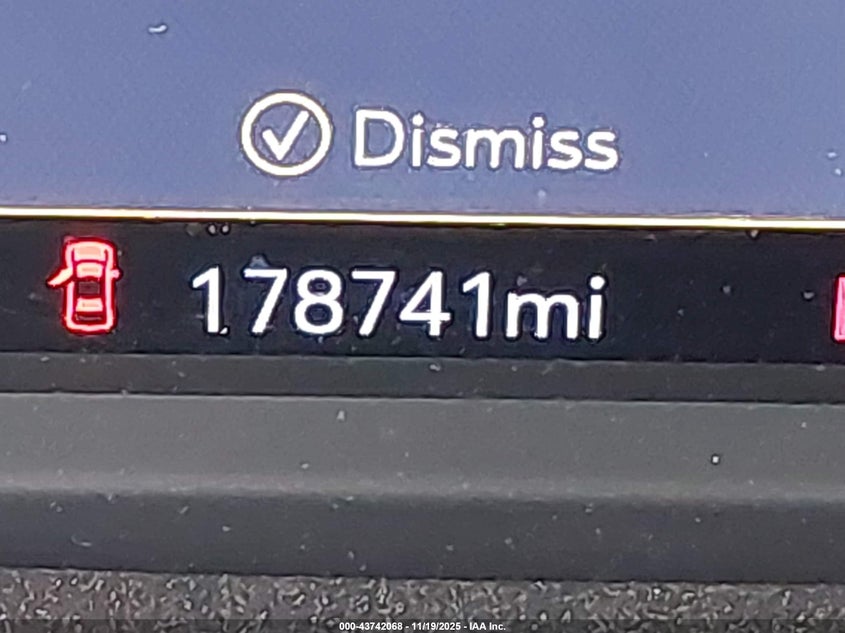 Dismiss
178741mi
000-43742068 - 11/19/2025 - IAA Inc.